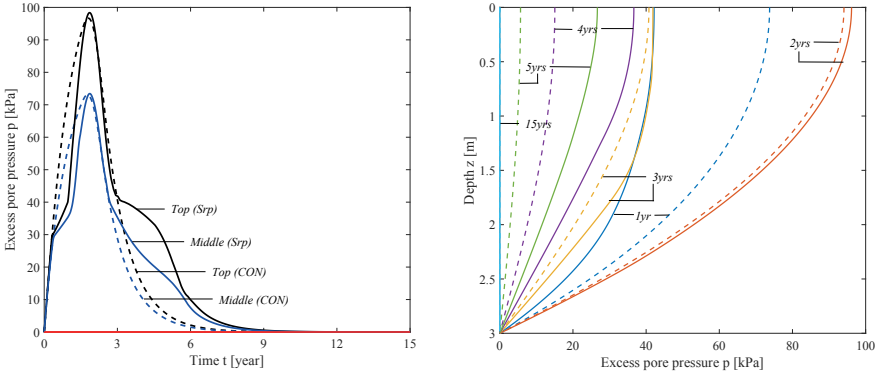 Excess pore pressure p [kPa]
100
90
80
70
60
50
40
30
20
10
0
Top (Srp)
Middle (Srp)
Top (CON)
Middle (CON)
0 3 6 9 12 15
Time t [year]
Depth z [m]
0
0.5
1
1.5
2
2.5
3
4yrs
2yrs
5yrs
15yrs
3yrs
1yr
0 20 40 60 80 100
Excess pore pressure p [kPa]